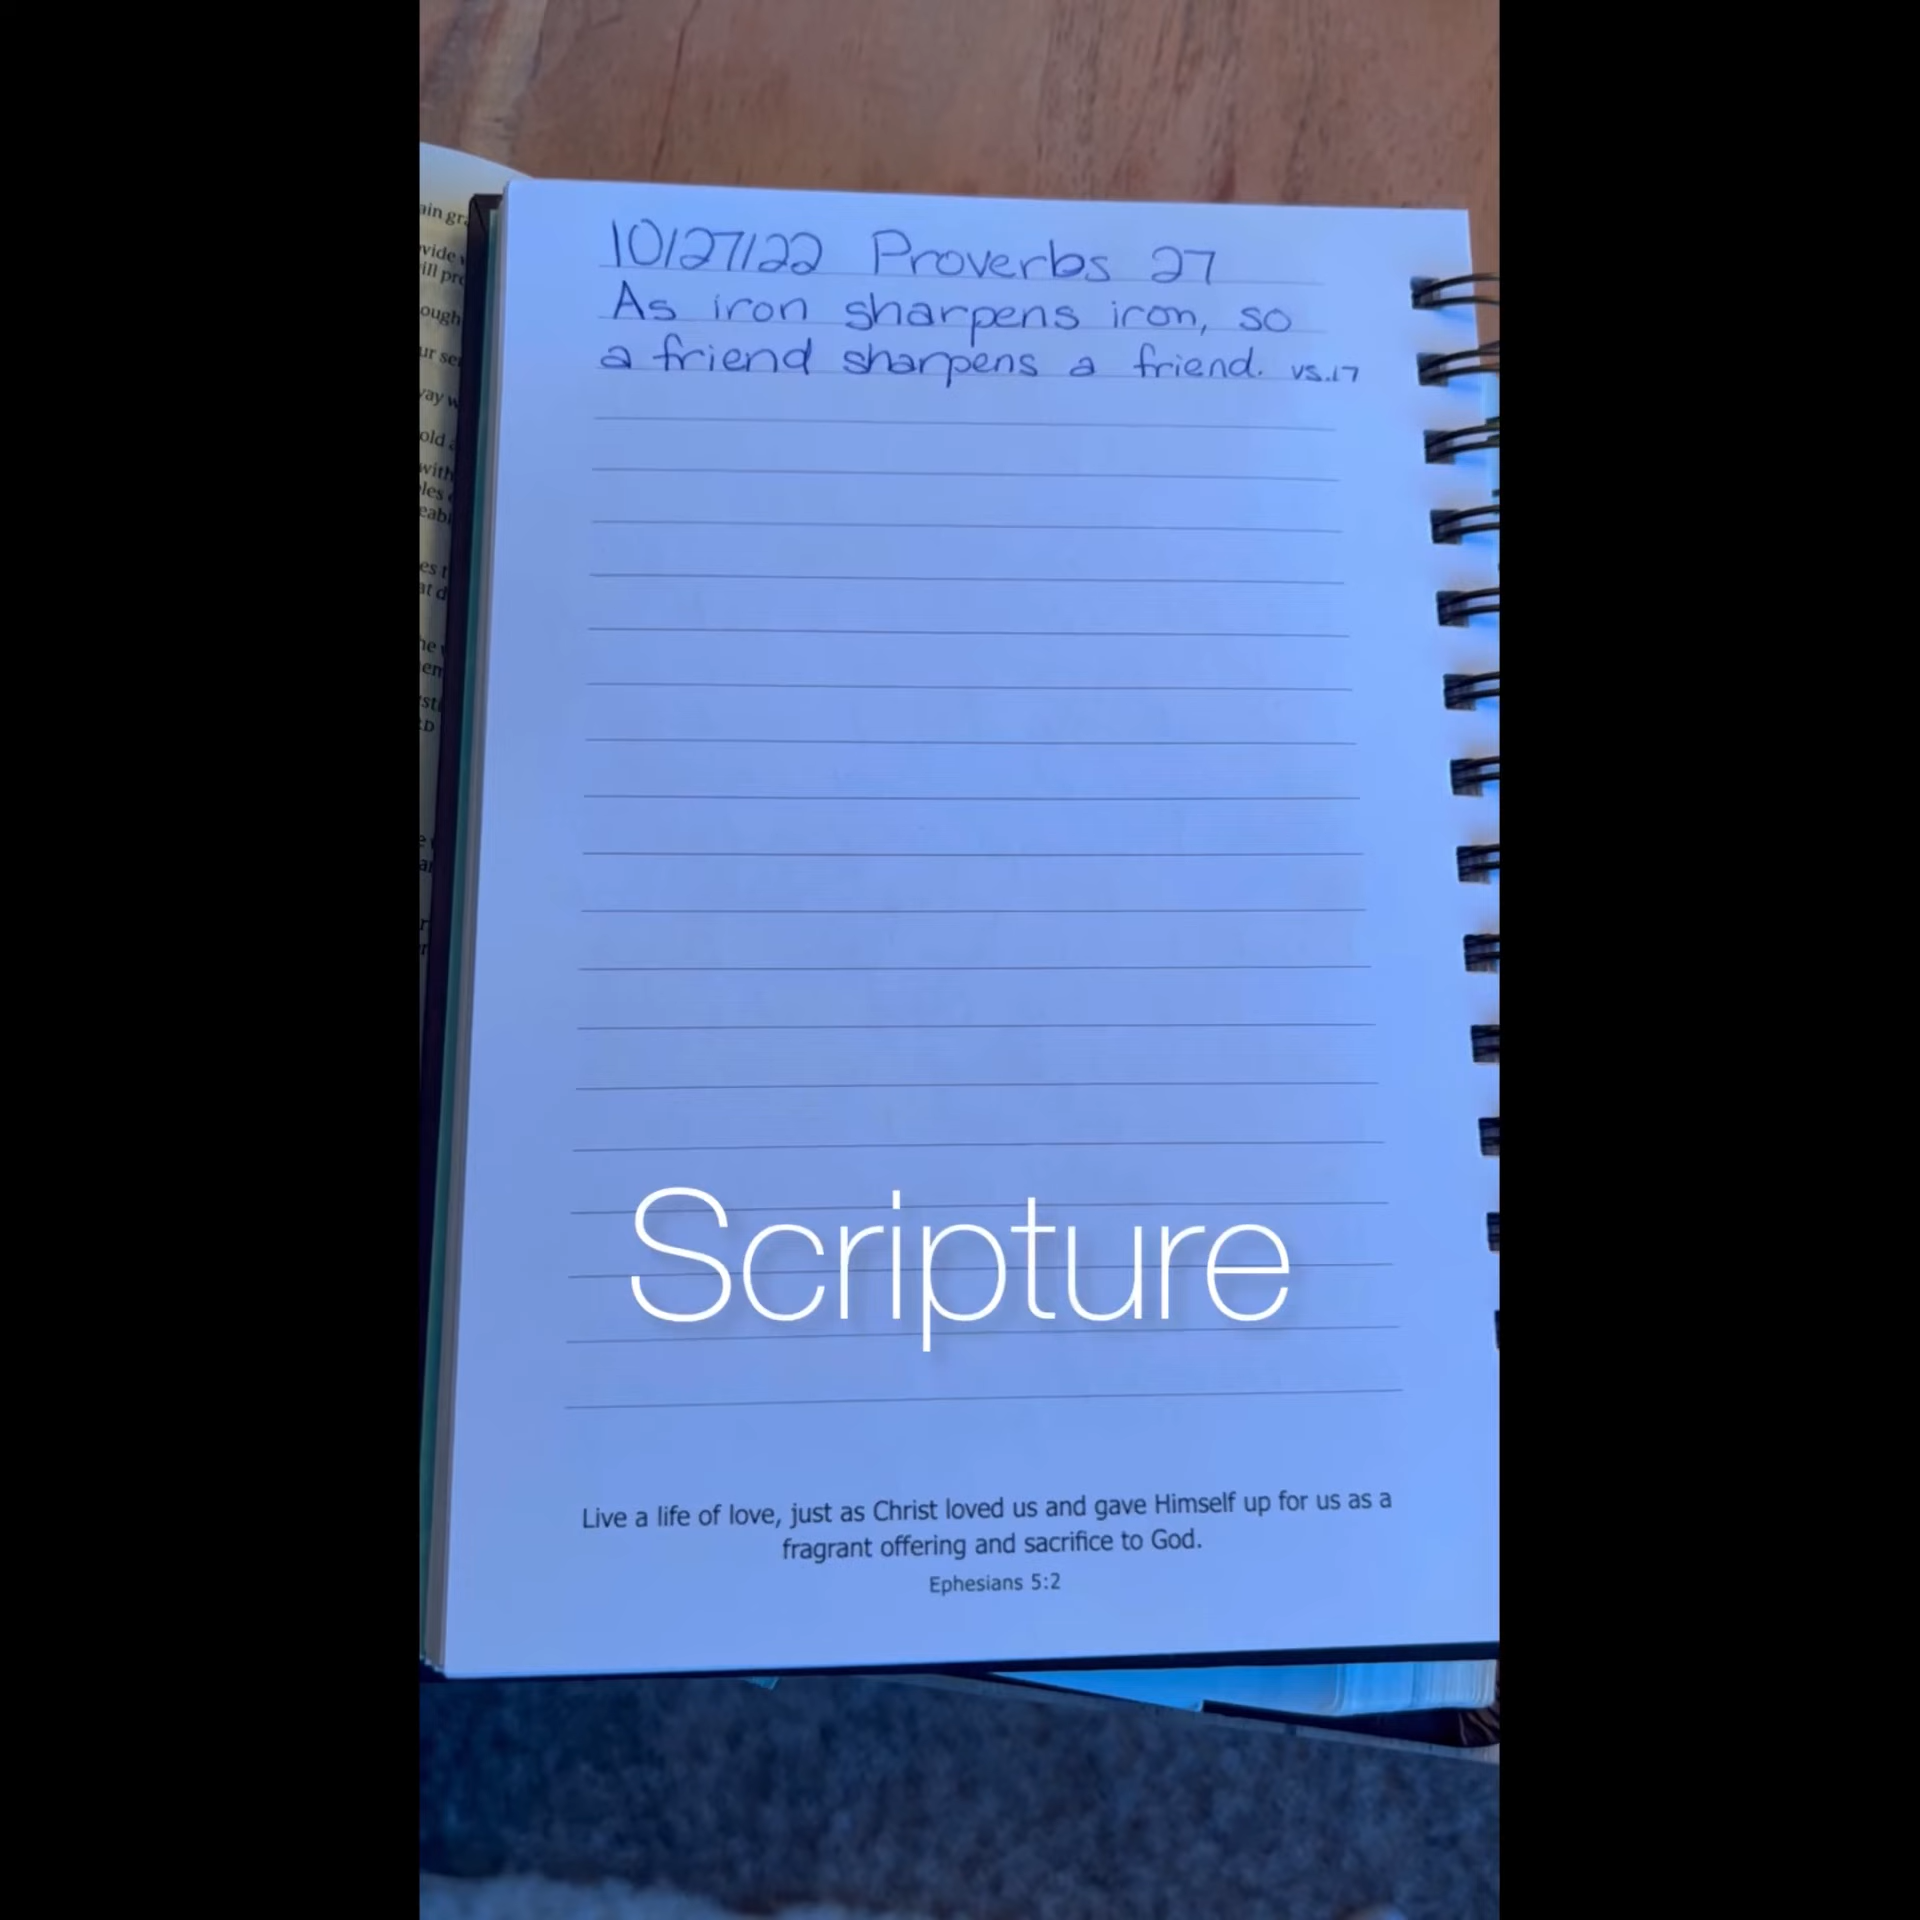 10/27/22 Proverbs 27
As iron sharpens iron, so
a friend sharpens a friend. vs.17
Scripture
Live a life of love, just as Christ loved us and gave Himself up for us as a
fragrant offering and sacrifice to God.
Ephesians 5:2